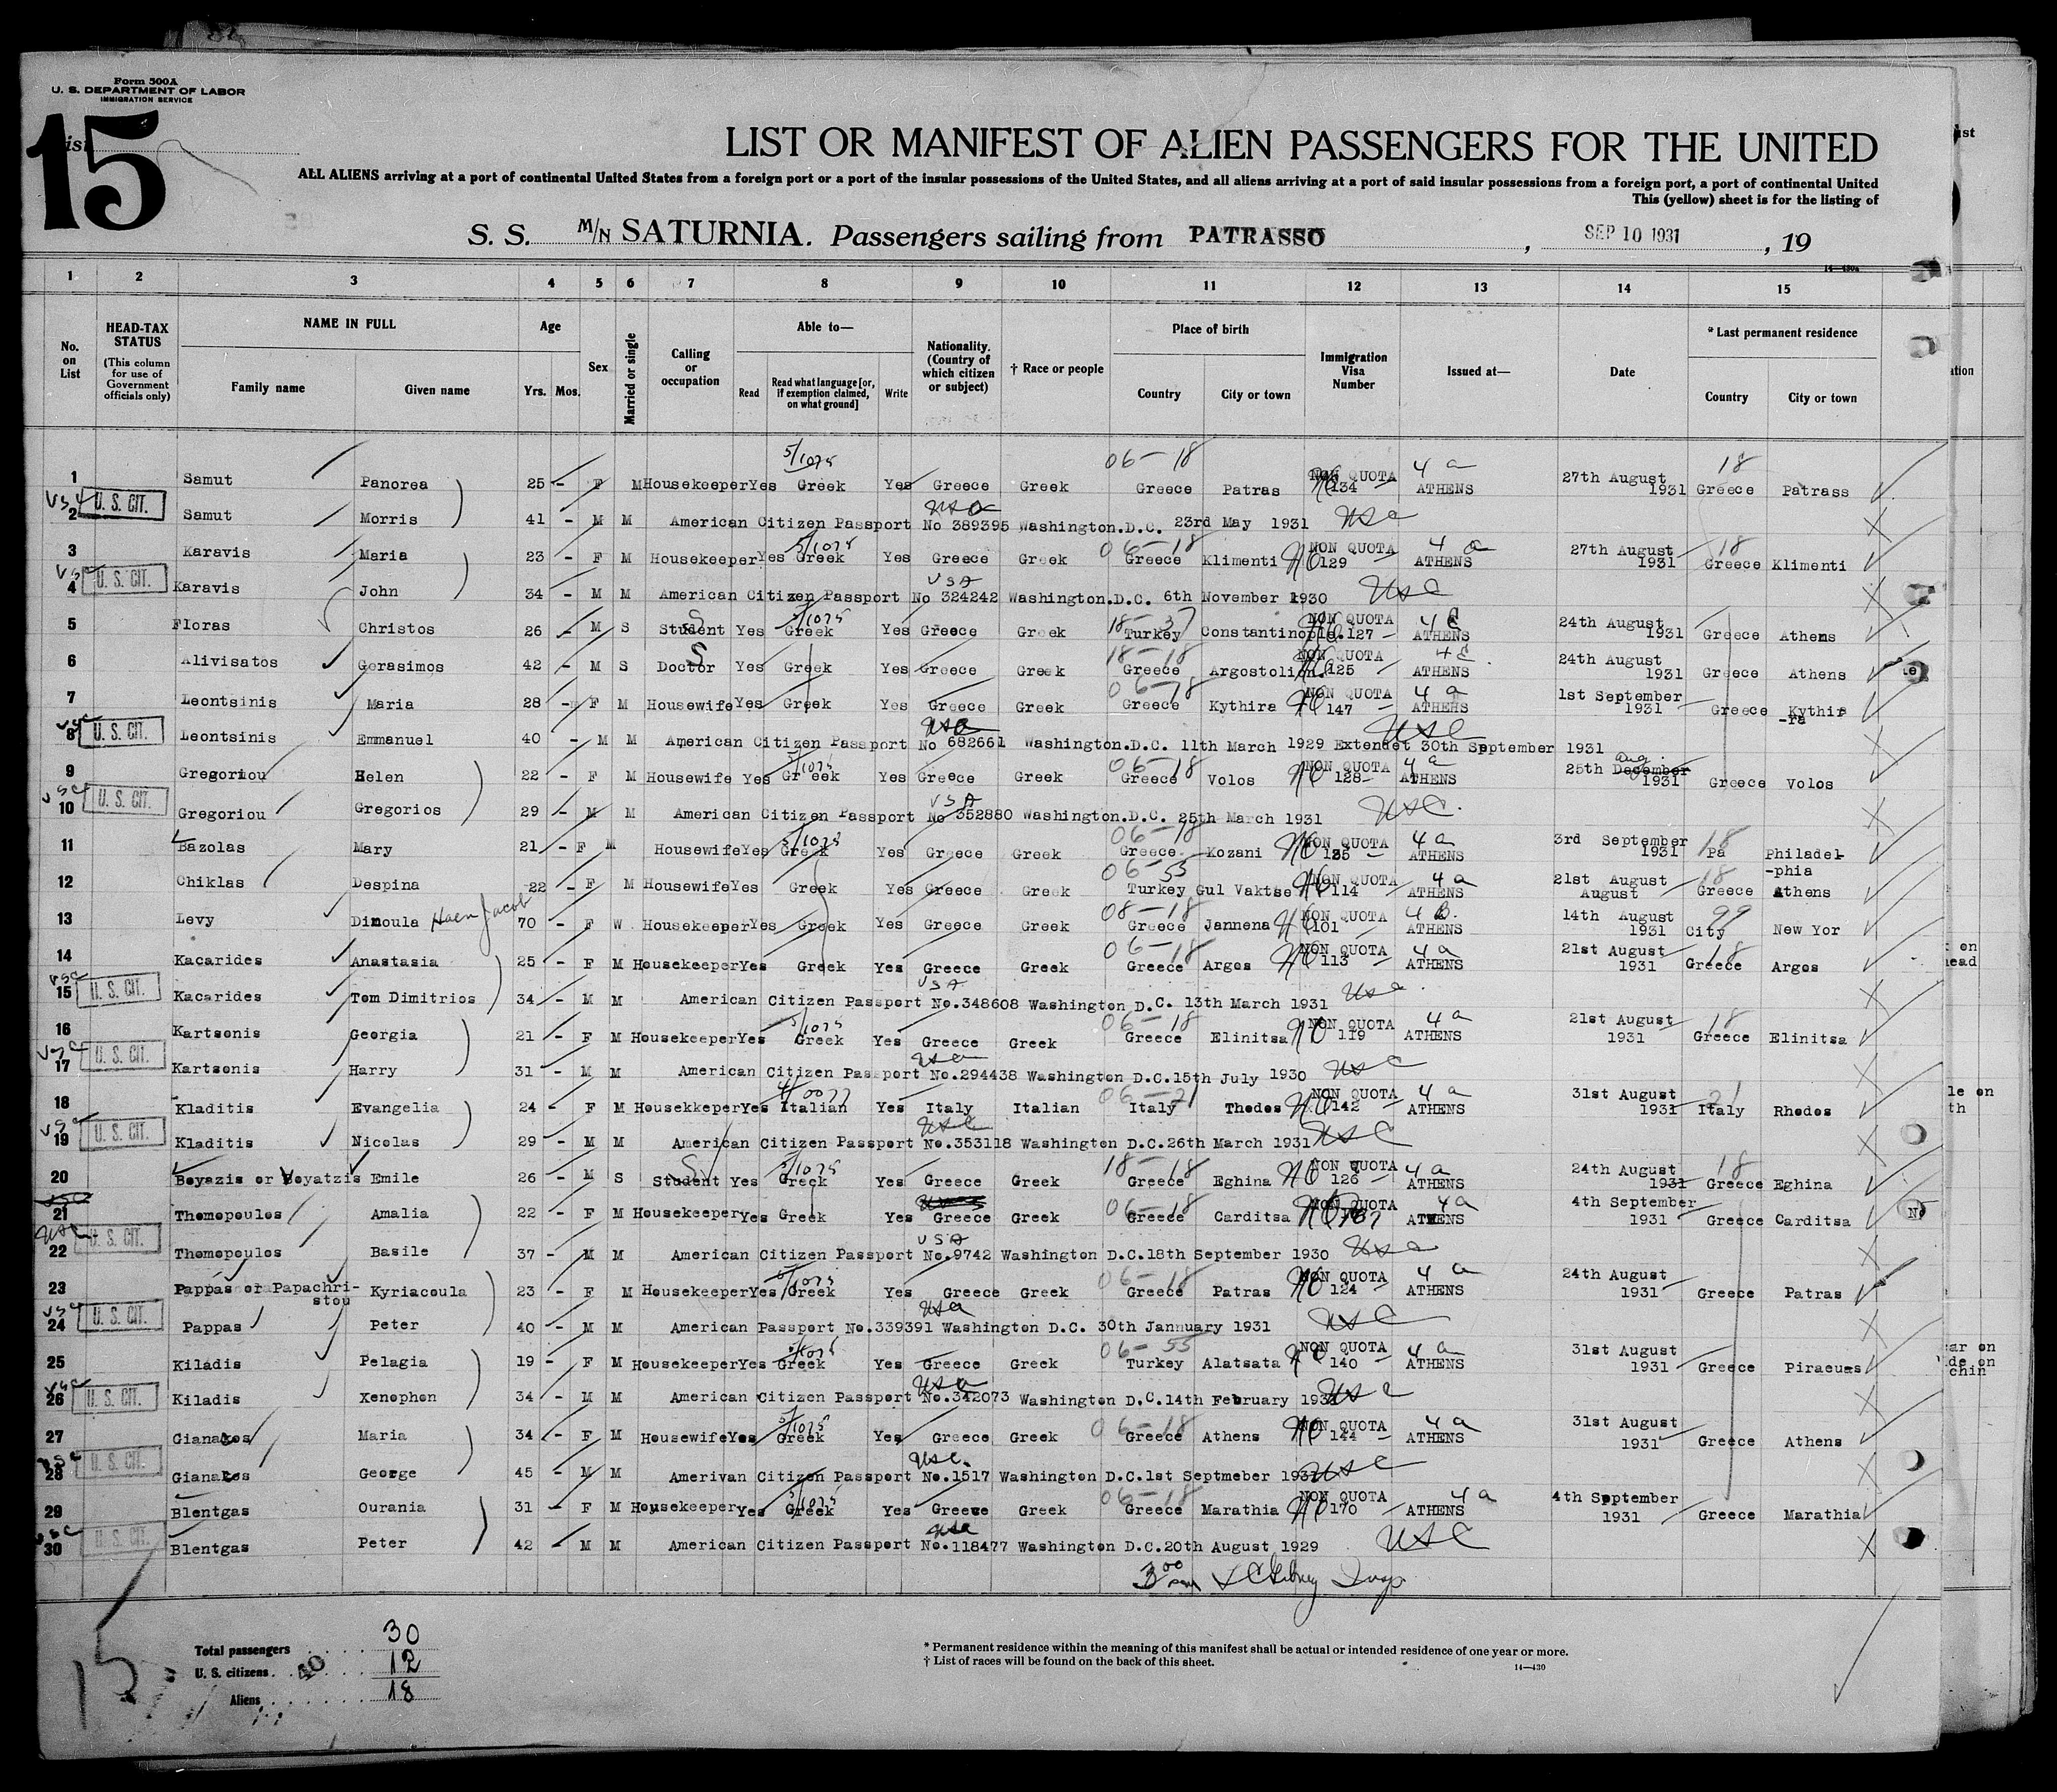 Form 500A
U. S. DEPARTMENT OF LABOR
IMMIGRATION SERVICE
15
LIST OR MANIFEST OF ALIEN PASSENGERS FOR THE UNITED
ALL ALIENS arriving at a port of continental United States from a foreign port or a port of the insular possessions of the United States, and all aliens arriving at a port of said insular possessions from a foreign port, a port of continental United
This (yellow) sheet is for the listing of
S. S. M/N SATURNIA. Passengers sailing from PATRASSO , SEP 10 1931 , 19
14—430a
1 2 3 4 5 6 7 8 9 10 11 12 13 14 15
No. on List
HEAD-TAX STATUS
(This column for use of Government officials only)
NAME IN FULL
Family name Given name
Age
Yrs. Mos.
Sex
Married or single
Calling or occupation
Able to—
Read Read what language [or, if exemption claimed, on what ground] Write
Nationality. (Country of which citizen or subject)
† Race or people
Place of birth
Country City or town
Immigration Visa Number
Issued at—
Date
* Last permanent residence
Country City or town
1 Samut Panorea 25 - F M Housekeeper Yes Greek Yes Greece Greek Greece Patras NON QUOTA 134 ATHENS 27th August 1931 Greece Patrass
2 U. S. CIT. Samut Morris 41 - M M American Citizen Passport No 389395 Washington.D.C. 23rd May 1931
3 Karavis Maria 23 - F M Housekeeper Yes Greek Yes Greece Greek Greece Klimenti NON QUOTA 129 ATHENS 27th August 1931 Greece Klimenti
4 U. S. CIT. Karavis John 34 - M M American Citizen Passport No 324242 Washington.D.C. 6th November 1930
5 Floras Christos 26 - M S Student Yes Greek Yes Greece Greek Turkey Constantinople. NON QUOTA 127 ATHENS 24th August 1931 Greece Athens
6 Alivisatos Gerasimos 42 - M S Doctor Yes Greek Yes Greece Greek Greece Argostolion. NON QUOTA 125 ATHENS 24th August 1931 Greece Athens
7 Leontsinis Maria 28 - F M Housewife Yes Greek Yes Greece Greek Greece Kythira NON QUOTA 147 ATHENS 1st September 1931 Greece Kythir-ra
8 U. S. CIT. Leontsinis Emmanuel 40 - M M American Citizen Passport No 682661 Washington.D.C. 11th March 1929 Extendet 30th September 1931
9 Gregoriou Helen 22 - F M Housewife Yes Greek Yes Greece Greek Greece Volos NON QUOTA 128 ATHENS 25th December Aug. 1931 Greece Volos
10 U. S. CIT. Gregoriou Gregorios 29 - M M American Citizen Passport No 352880 Washington.D.C. 25th March 1931
11 Bazolas Mary 21 - F M Housewife Yes Greek Yes Greece Greek Greece Kozani NON QUOTA ATHENS 3rd September 1931 Pa Philadel-phia
12 Chiklas Despina 22 - F M Housewife Yes Greek Yes Greece Greek Turkey Gul Vaktse NON QUOTA 114 ATHENS 21st August August Greece Athens
13 Levy Dinoula 70 - F W Housekeeper Yes Greek Yes Greece Greek Greece Jannena NON QUOTA 101 ATHENS 14th August 1931 City New Yor
14 Kacarides Anastasia 25 - F M Housekeeper Yes Greek Yes Greece Greek Greece Argos NON QUOTA 113 ATHENS 21st August 1931 Greece Argos
15 U. S. CIT. Kacarides Tom Dimitrios 34 - M M American Citizen Passport No.348608 Washington D.C. 13th March 1931
16 Kartsonis Georgia 21 - F M Housekeeper Yes Greek Yes Greece Greek Greece Elinitsa NON QUOTA 119 ATHENS 21st August 1931 Greece Elinitsa
17 U. S. CIT. Kartsonis Harry 31 - M M American Citizen Passport No.294438 Washington D.C.15th July 1930
18 Kladitis Evangelia 24 - F M Housekkeper Yes Italian Yes Italy Italian Italy Thodos NON QUOTA 142 ATHENS 31st August 1931 Italy Rhodos
19 U. S. CIT. Kladitis Nicolas 29 - M M American Citizen Passport No.353118 Washington D.C.26th March 1931
20 Boyazis or Voyatzis Emile 26 - M S Student Yes Greek Yes Greece Greek Greece Eghina NON QUOTA 126 ATHENS 24th August 1931 Greece Eghina
21 Thomopoulos Amalia 22 - F M Housekeeper Yes Greek Yes Greece Greek Greece Carditsa NON QUOTA ATHENS 4th September 1931 Greece Carditsa
22 U. S. CIT. Thomopoulos Basile 37 - M M American Citizen Passport No.9742 Washington D.C.18th September 1930
23 Pappas or Papachri-stou Kyriacoula 23 - F M Housekeeper Yes Greek Yes Greece Greek Greece Patras NON QUOTA 124 ATHENS 24th August 1931 Greece Patras
24 U. S. CIT. Pappas Peter 40 - M M American Passport No.339391 Washington D.C. 30th Jannuary 1931
25 Kiladis Pelagia 19 - F M Housekeeper Yes Greek Yes Greece Greek Turkey Alatsata NON QUOTA 140 ATHENS 31st August 1931 Greece Piraeus
26 U. S. CIT. Kiladis Xenophon 34 - M M American Citizen Passport No.342073 Washington D.C.14th February 1931
27 Gianakos Maria 34 - F M Housewife Yes Greek Yes Greece Greek Greece Athens NON QUOTA 144 ATHENS 31st August 1931 Greece Athens
28 U. S. CIT. Gianakos George 45 - M M Amerivan Citizen Passport No.1517 Washington D.C.1st Septmeber 1931
29 Blentgas Ourania 31 - F M Housekeeper Yes Greek Yes Greece Greek Greece Marathia NON QUOTA 170 ATHENS 4th September 1931 Greece Marathia
30 U. S. CIT. Blentgas Peter 42 - M M American Citizen Passport No.118477 Washington D.C.20th August 1929
Total passengers 30
U. S. citizens 12
Aliens 18
* Permanent residence within the meaning of this manifest shall be actual or intended residence of one year or more.
† List of races will be found on the back of this sheet.
14—430